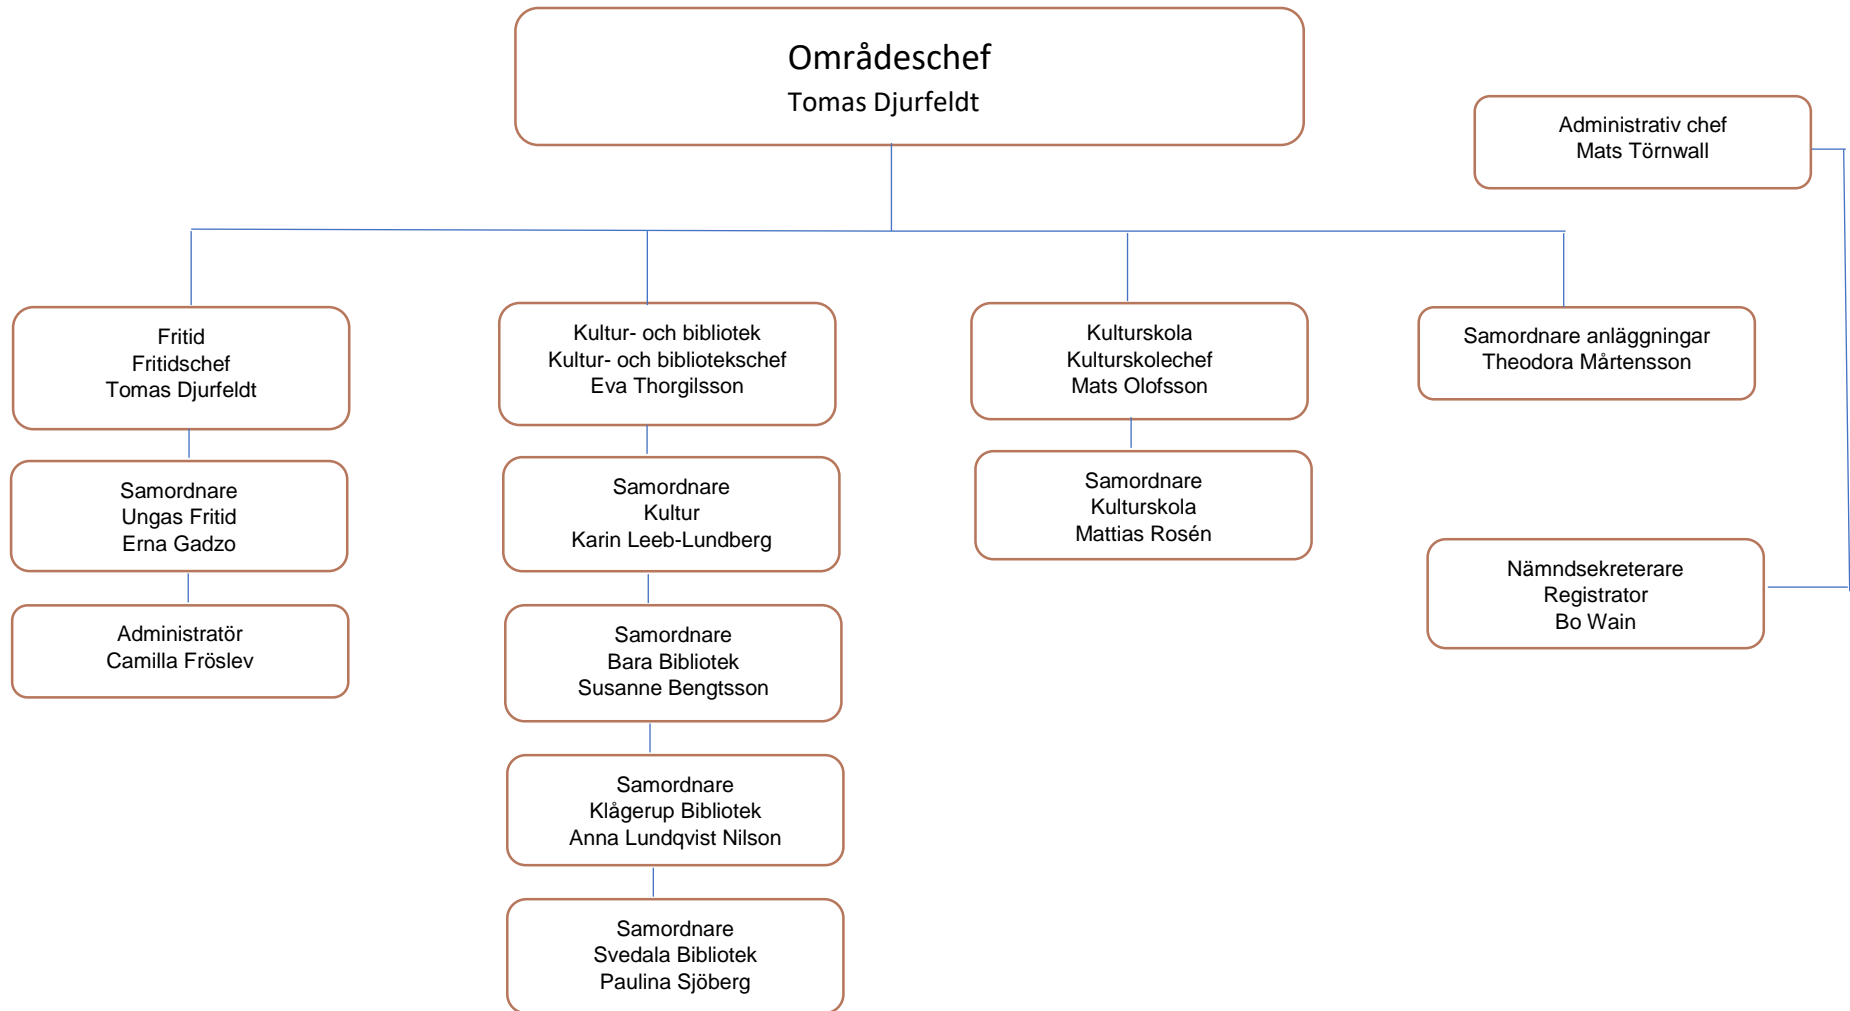 Områdeschef
Tomas Djurfeldt
Administrativ chef
Mats Törnwall
Fritid
Fritidschef
Tomas Djurfeldt
Kultur- och bibliotek
Kultur- och bibliotekschef
Eva Thorgilsson
Kulturskola
Kulturskolechef
Mats Olofsson
Samordnare anläggningar
Theodora Mårtensson
Samordnare
Ungas Fritid
Erna Gadzo
Samordnare
Kultur
Karin Leeb-Lundberg
Samordnare
Kulturskola
Mattias Rosén
Nämndsekreterare
Registrator
Bo Wain
Administratör
Camilla Fröslev
Samordnare
Bara Bibliotek
Susanne Bengtsson
Samordnare
Klågerup Bibliotek
Anna Lundqvist Nilson
Samordnare
Svedala Bibliotek
Paulina Sjöberg